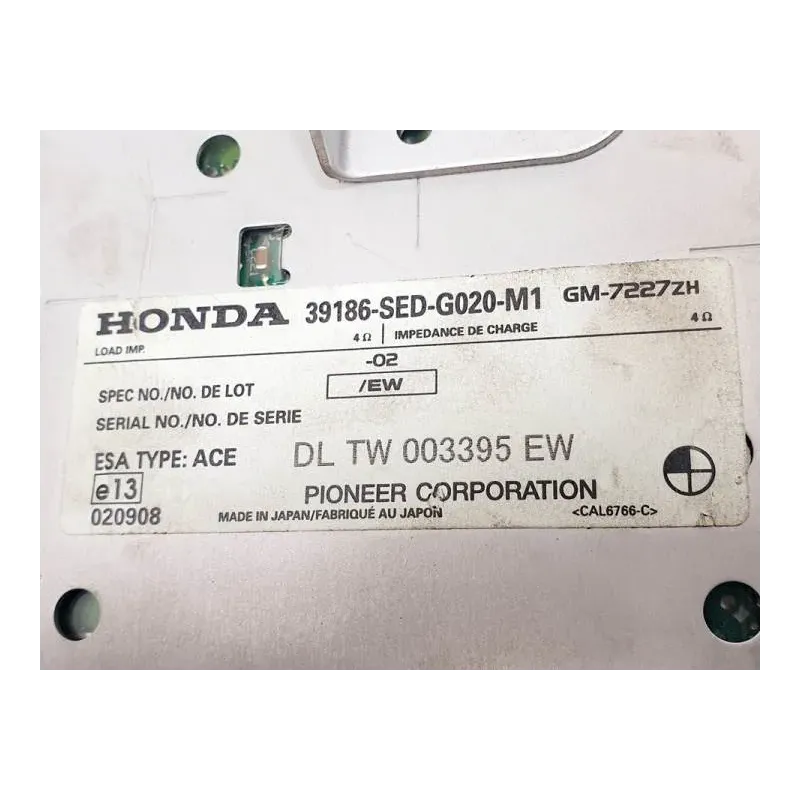 HONDA 39186-SED-G020-M1 GM-7227ZH
LOAD IMP. 4Ω | IMPEDANCE DE CHARGE 4Ω
-02
SPEC NO./NO. DE LOT /EW
SERIAL NO./NO. DE SERIE
ESA TYPE: ACE DL TW 003395 EW
e13 PIONEER CORPORATION
020908 MADE IN JAPAN/FABRIQUÉ AU JAPON <CAL6766-C>